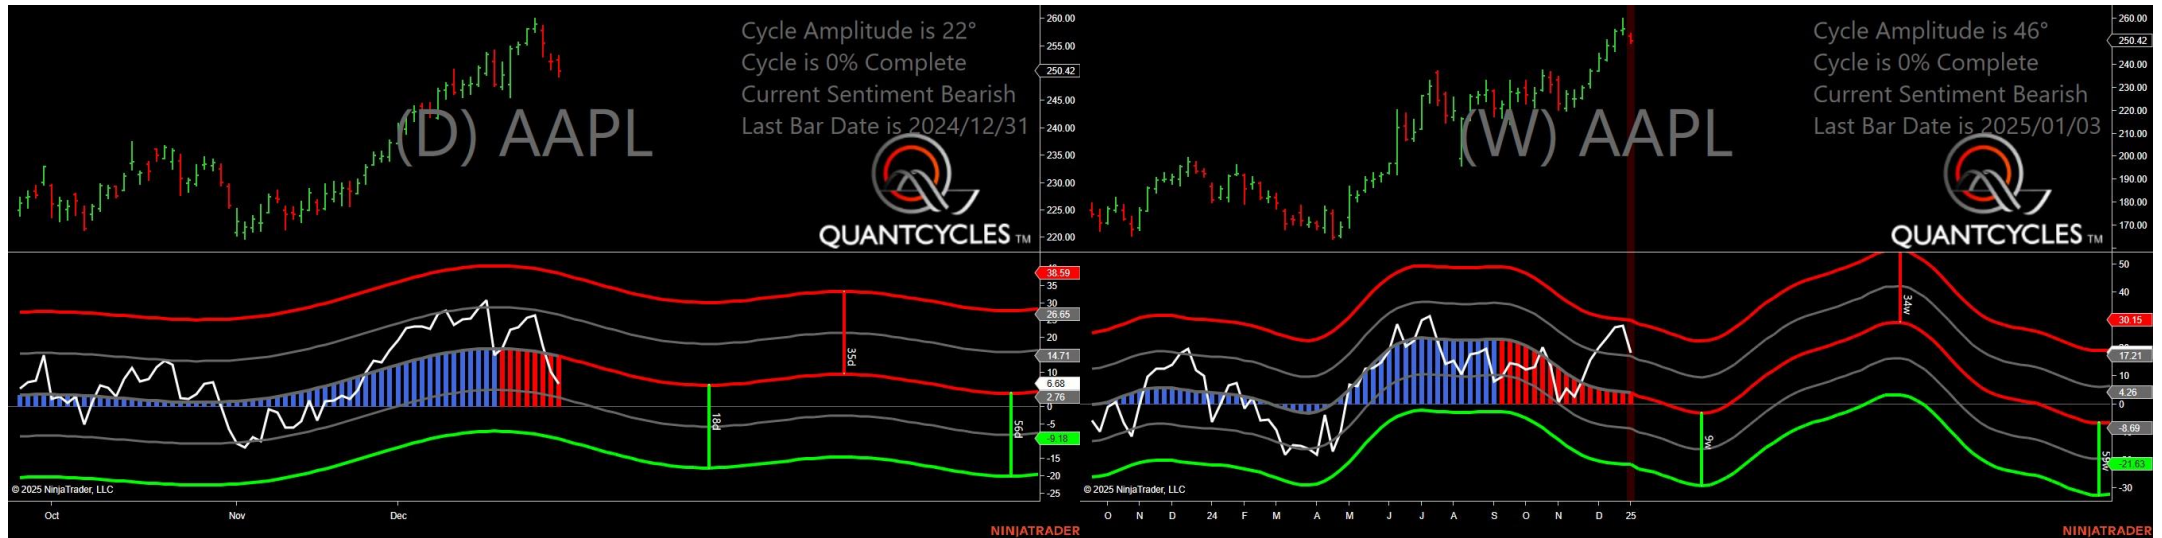 Cycle Amplitude is 22°
Cycle is 0% Complete
Current Sentiment Bearish
Last Bar Date is 2024/12/31
(D) AAPL
QUANTCYCLES TM
260.00
255.00
250.42
245.00
240.00
235.00
230.00
225.00
220.00
38.59
35
30
26.65
20
14.71
10
6.68
2.76
0
-5
-9.18
-15
-20
-25
18d
35d
56d
© 2025 NinjaTrader, LLC
Oct
Nov
Dec
NINJATRADER
Cycle Amplitude is 46°
Cycle is 0% Complete
Current Sentiment Bearish
Last Bar Date is 2025/01/03
(W) AAPL
QUANTCYCLES TM
260.00
250.42
240.00
230.00
220.00
210.00
200.00
190.00
180.00
170.00
50
40
30.15
17.21
10
4.26
0
-8.69
-21.63
-30
9w
34w
59w
© 2025 NinjaTrader, LLC
O N D 24 F M A M J J A S O N D 25
NINJATRADER